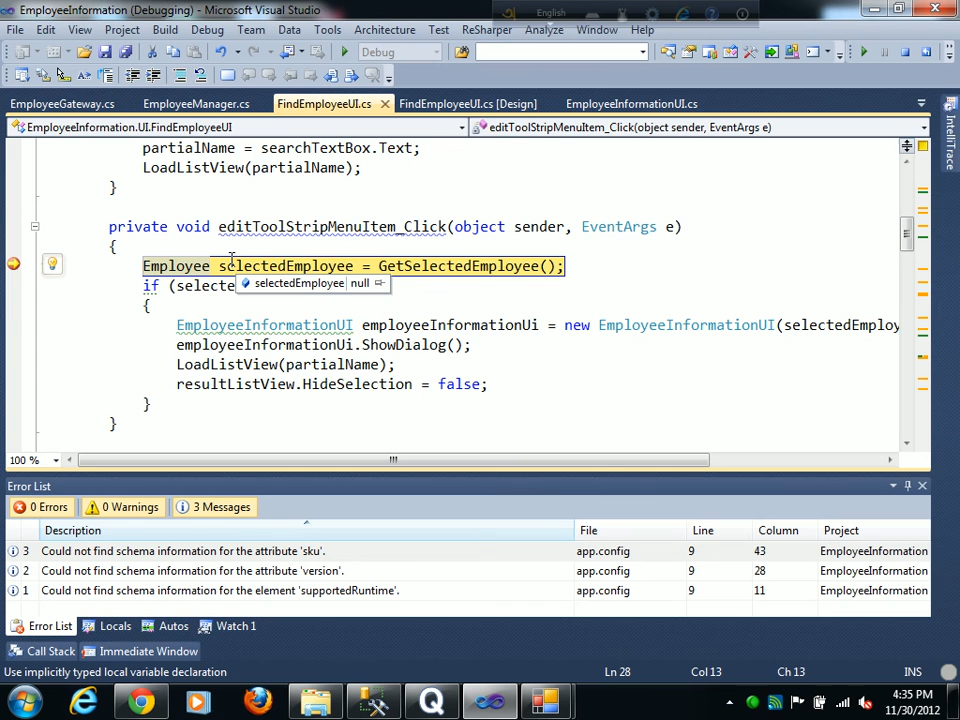 EmployeeInformation (Debugging) - Microsoft Visual Studio
English
File Edit View Project Build Debug Team Data Tools Architecture Test ReSharper Analyze Window Help
Debug
EmployeeGateway.cs EmployeeManager.cs FindEmployeeUI.cs FindEmployeeUI.cs [Design] EmployeeInformationUI.cs
EmployeeInformation.UI.FindEmployeeUI editToolStripMenuItem_Click(object sender, EventArgs e)
IntelliTrace
partialName = searchTextBox.Text;
LoadListView(partialName);
}
private void editToolStripMenuItem_Click(object sender, EventArgs e)
{
Employee selectedEmployee = GetSelectedEmployee();
if (selecte
selectedEmployee null
{
EmployeeInformationUI employeeInformationUi = new EmployeeInformationUI(selectedEmploy
employeeInformationUi.ShowDialog();
LoadListView(partialName);
resultListView.HideSelection = false;
}
}
100 %
Error List
0 Errors 0 Warnings 3 Messages
Description File Line Column Project
3 Could not find schema information for the attribute 'sku'. app.config 9 43 EmployeeInformation
2 Could not find schema information for the attribute 'version'. app.config 9 28 EmployeeInformation
1 Could not find schema information for the element 'supportedRuntime'. app.config 9 11 EmployeeInformation
Error List Locals Autos Watch 1
Call Stack Immediate Window
Use implicitly typed local variable declaration Ln 28 Col 13 Ch 13 INS
4:35 PM
11/30/2012